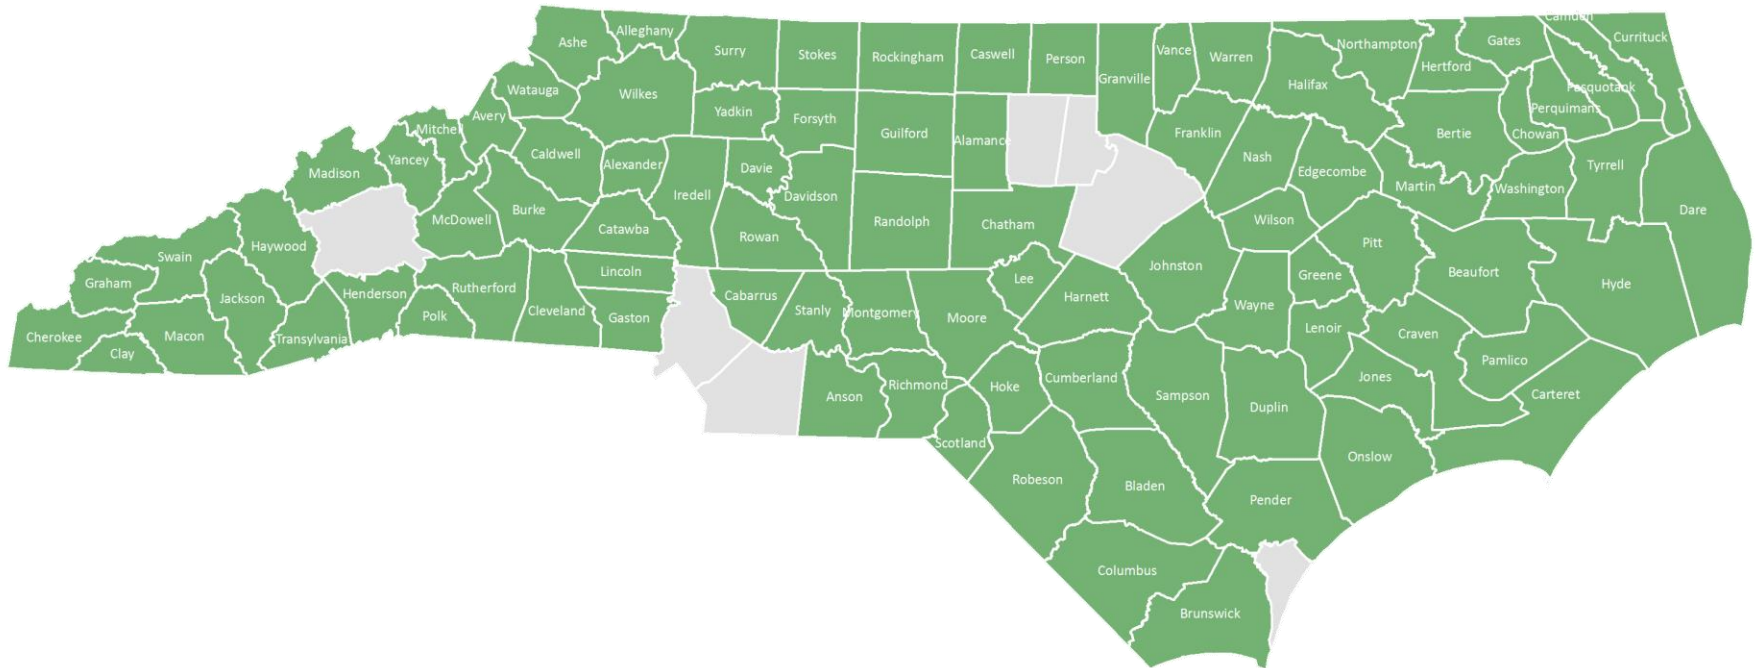 Camden
Alleghany
Currituck
Ashe
Gates
Northampton
Surry
Stokes
Rockingham
Caswell
Person
Vance
Warren
Hertford
Granville
Halifax
Pasquotank
Watauga
Wilkes
Perquimans
Yadkin
Avery
Forsyth
Mitchel
Guilford
Alamance
Franklin
Bertie
Chowan
Caldwell
Yancey
Nash
Alexander
Davie
Tyrrell
Madison
Edgecombe
Martin
Washington
Iredell
Davidson
Burke
Dare
McDowell
Randolph
Chatham
Wilson
Catawba
Rowan
Haywood
Pitt
Swain
Johnston
Lincoln
Beaufort
Greene
Lee
Graham
Hyde
Rutherford
Henderson
Jackson
Cabarrus
Harnett
Wayne
Cleveland
Stanly
Montgomery
Polk
Gaston
Moore
Lenoir
Craven
Cherokee
Macon
Transylvania
Clay
Pamlico
Jones
Cumberland
Richmond
Hoke
Carteret
Sampson
Anson
Duplin
Scotland
Onslow
Robeson
Bladen
Pender
Columbus
Brunswick